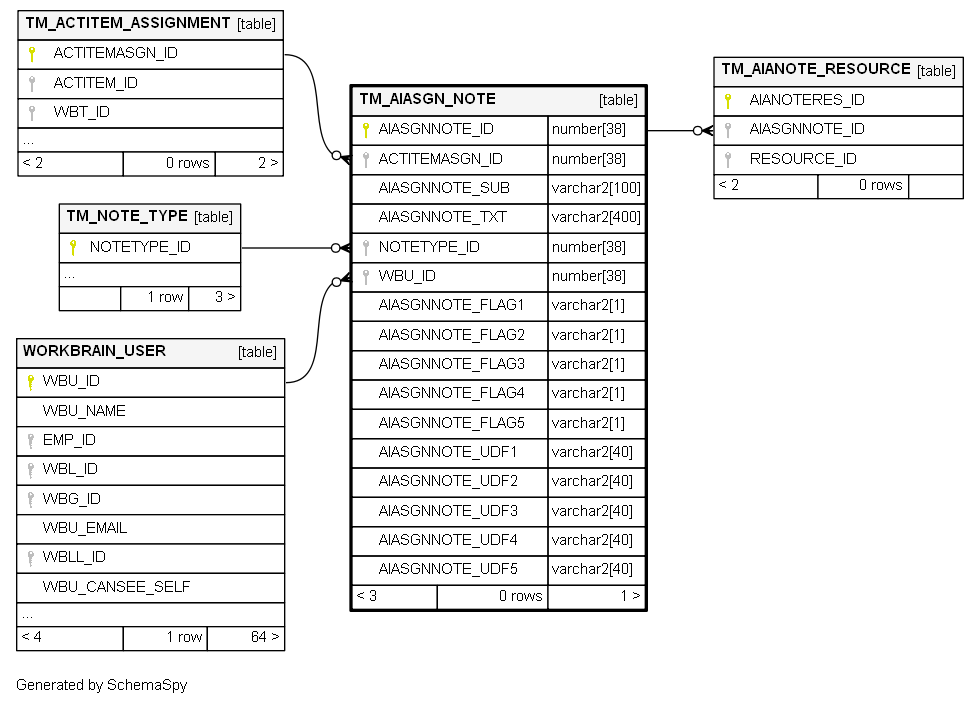 TM_ACTITEM_ASSIGNMENT [table]
ACTITEMASGN_ID
ACTITEM_ID
WBT_ID
...
< 2 0 rows 2 >
TM_NOTE_TYPE [table]
NOTETYPE_ID
...
1 row 3 >
WORKBRAIN_USER [table]
WBU_ID
WBU_NAME
EMP_ID
WBL_ID
WBG_ID
WBU_EMAIL
WBLL_ID
WBU_CANSEE_SELF
...
< 4 1 row 64 >
TM_AIASGN_NOTE [table]
AIASGNNOTE_ID number[38]
ACTITEMASGN_ID number[38]
AIASGNNOTE_SUB varchar2[100]
AIASGNNOTE_TXT varchar2[400]
NOTETYPE_ID number[38]
WBU_ID number[38]
AIASGNNOTE_FLAG1 varchar2[1]
AIASGNNOTE_FLAG2 varchar2[1]
AIASGNNOTE_FLAG3 varchar2[1]
AIASGNNOTE_FLAG4 varchar2[1]
AIASGNNOTE_FLAG5 varchar2[1]
AIASGNNOTE_UDF1 varchar2[40]
AIASGNNOTE_UDF2 varchar2[40]
AIASGNNOTE_UDF3 varchar2[40]
AIASGNNOTE_UDF4 varchar2[40]
AIASGNNOTE_UDF5 varchar2[40]
< 3 0 rows 1 >
TM_AIANOTE_RESOURCE [table]
AIANOTERES_ID
AIASGNNOTE_ID
RESOURCE_ID
< 2 0 rows
Generated by SchemaSpy